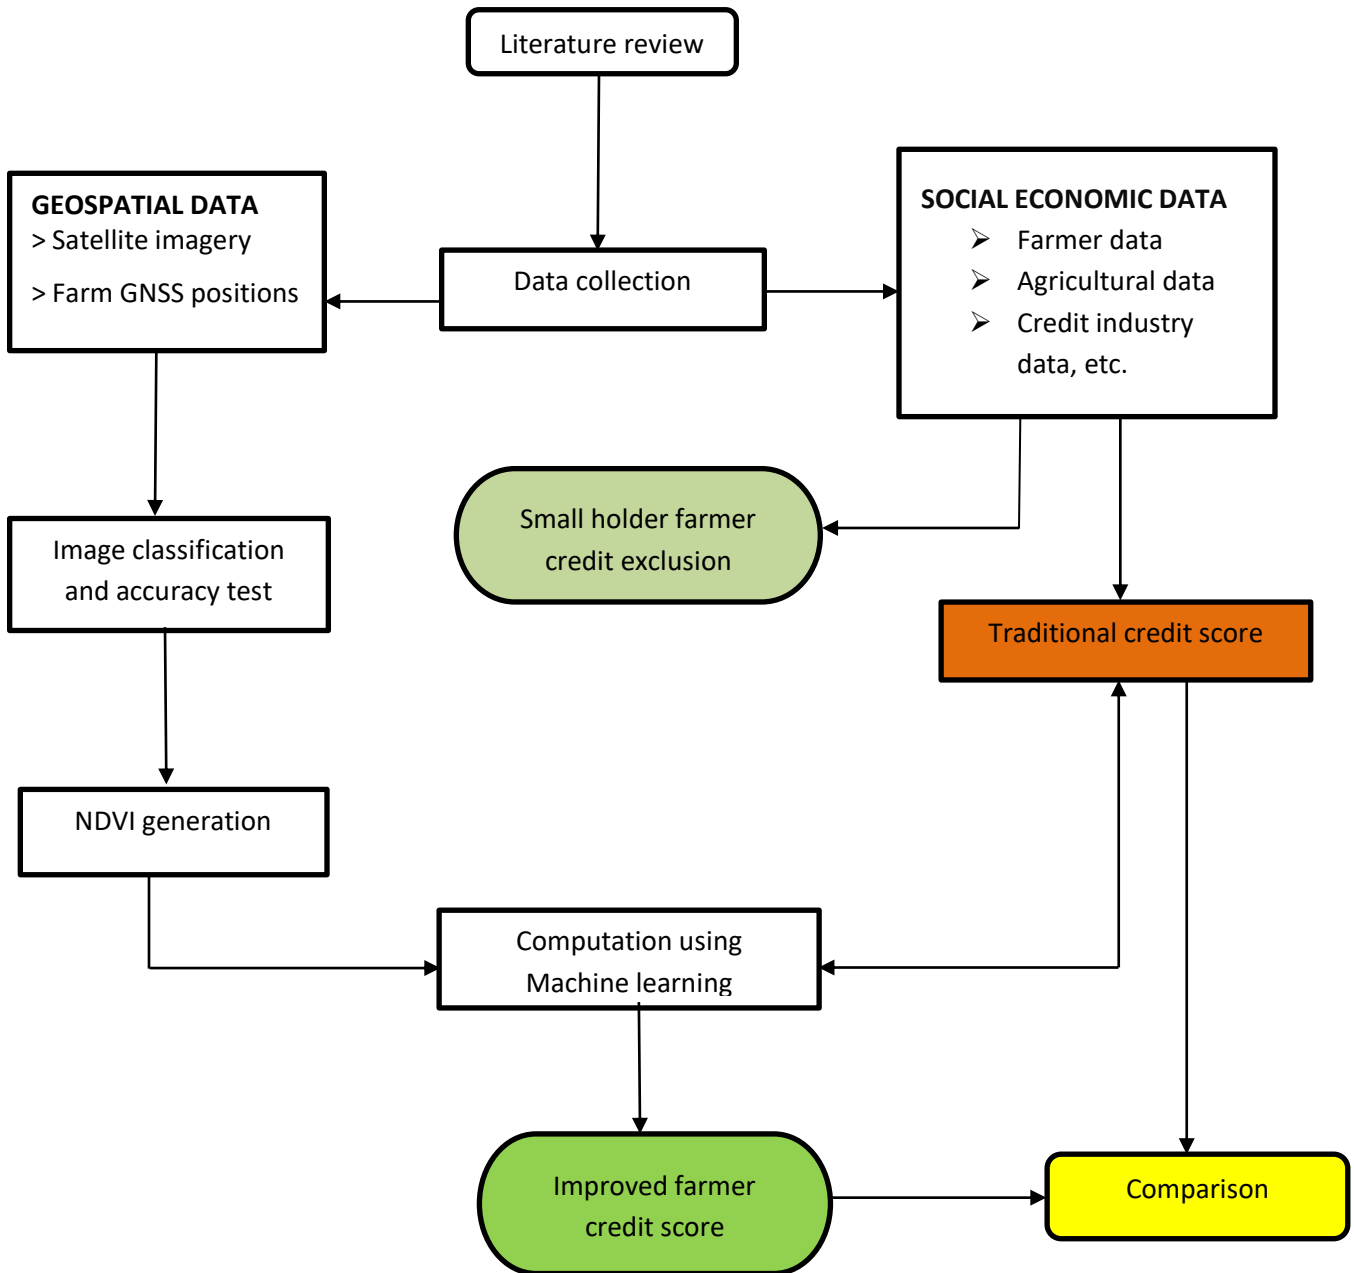 Literature review
GEOSPATIAL DATA
> Satellite imagery
> Farm GNSS positions
Data collection
SOCIAL ECONOMIC DATA
➢ Farmer data
➢ Agricultural data
➢ Credit industry
data, etc.
Small holder farmer
credit exclusion
Image classification
and accuracy test
Traditional credit score
NDVI generation
Computation using
Machine learning
Improved farmer
credit score
Comparison